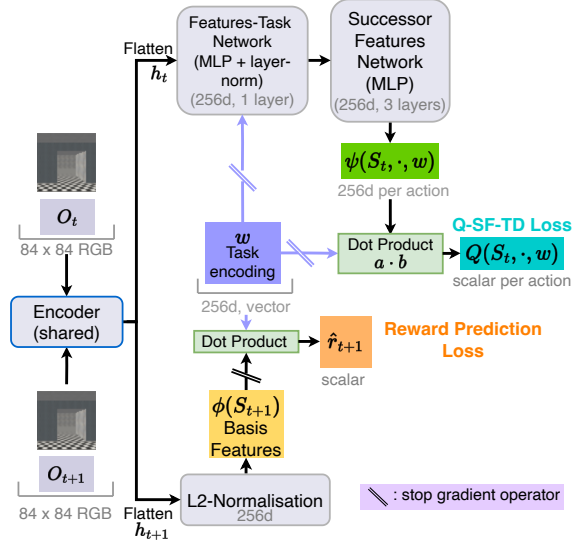 Flatten
h_t
Features-Task
Network
(MLP + layer-
norm)
(256d, 1 layer)
Successor
Features
Network
(MLP)
(256d, 3 layers)
ψ(S_t, ·, w)
256d per action
O_t
84 x 84 RGB
w
Task
encoding
256d, vector
Dot Product
a · b
Q-SF-TD Loss
Q(S_t, ·, w)
scalar per action
Encoder
(shared)
Dot Product
r̂_{t+1}
scalar
Reward Prediction
Loss
ϕ(S_{t+1})
Basis
Features
O_{t+1}
84 x 84 RGB
Flatten
h_{t+1}
L2-Normalisation
256d
\\ : stop gradient operator